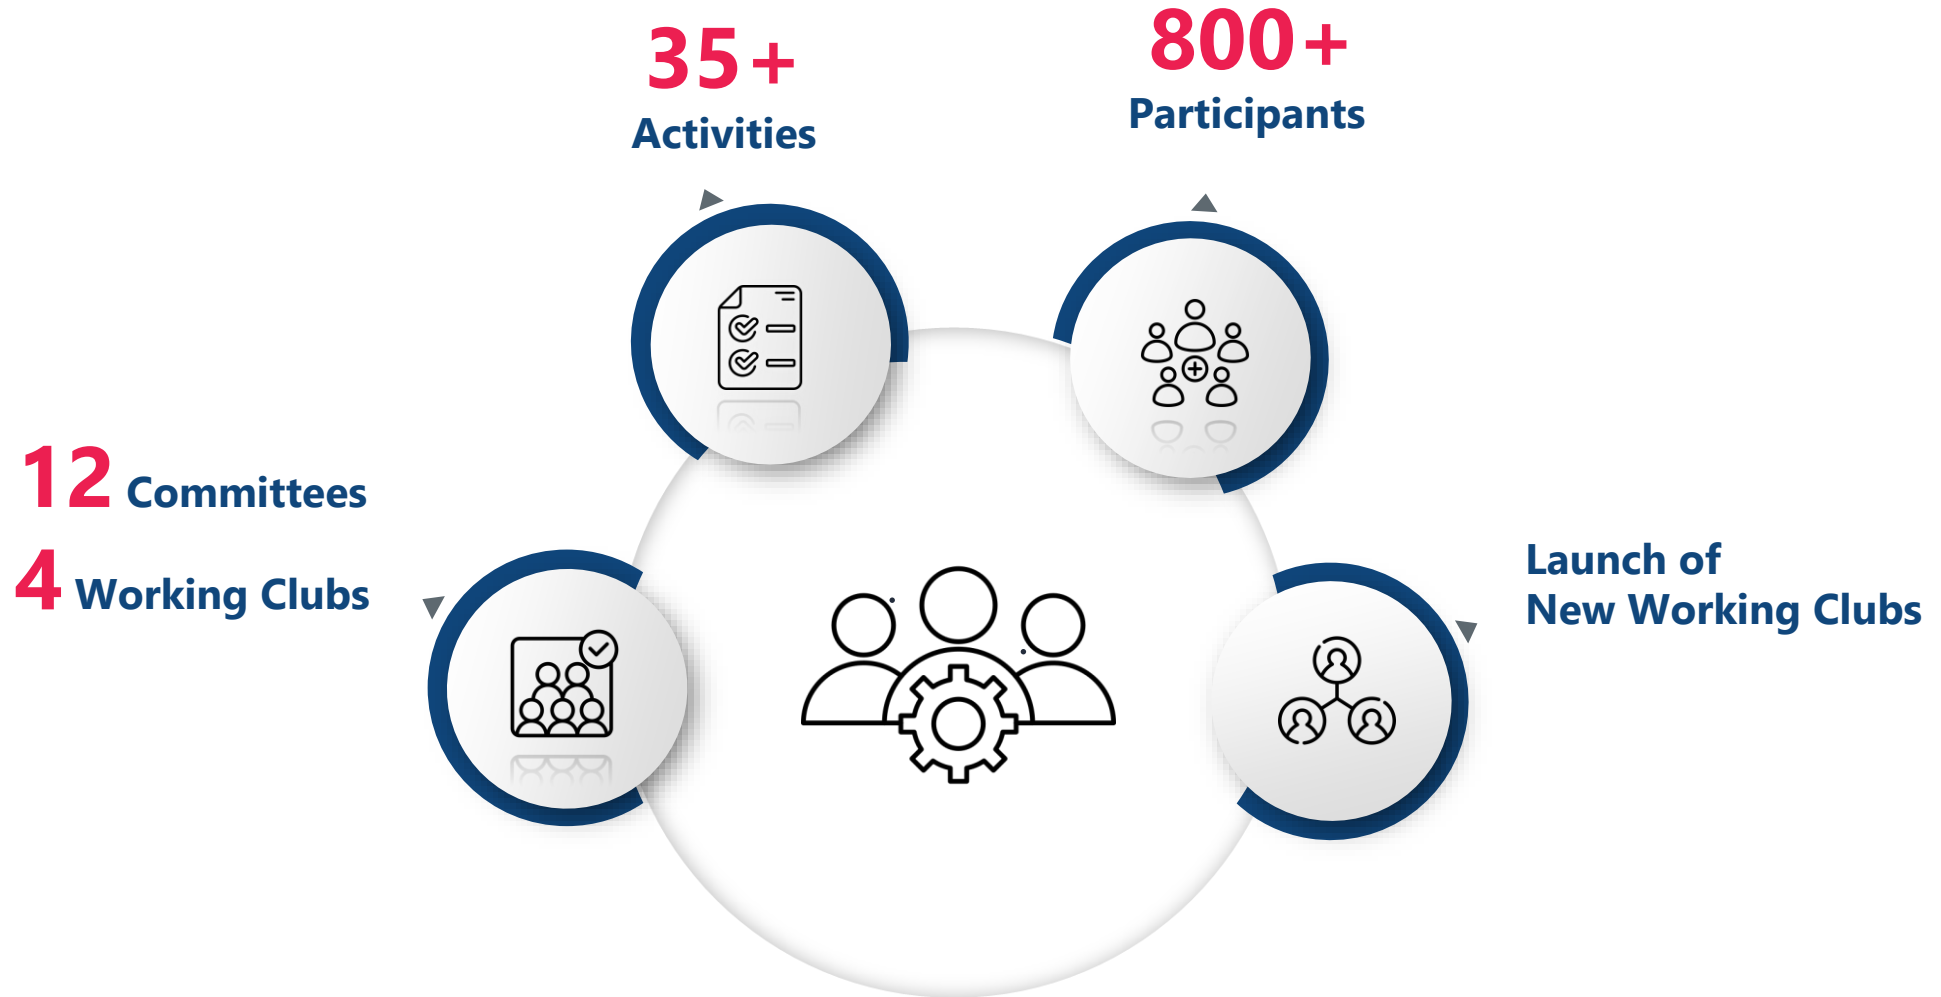 35+
Activities
800+
Participants
12 Committees
4 Working Clubs
Launch of
New Working Clubs